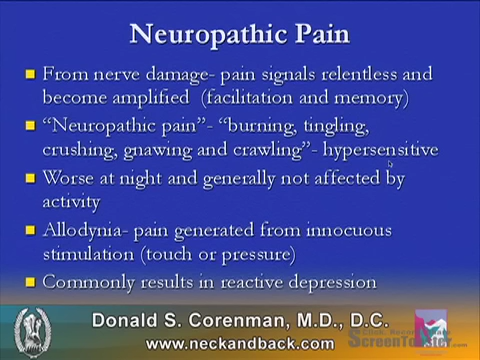 Neuropathic Pain
From nerve damage- pain signals relentless and
become amplified (facilitation and memory)
“Neuropathic pain”- “burning, tingling,
crushing, gnawing and crawling”- hypersensitive
Worse at night and generally not affected by
activity
Allodynia- pain generated from innocuous
stimulation (touch or pressure)
Commonly results in reactive depression
Donald S. Corenman, M.D., D.C.
www.neckandback.com